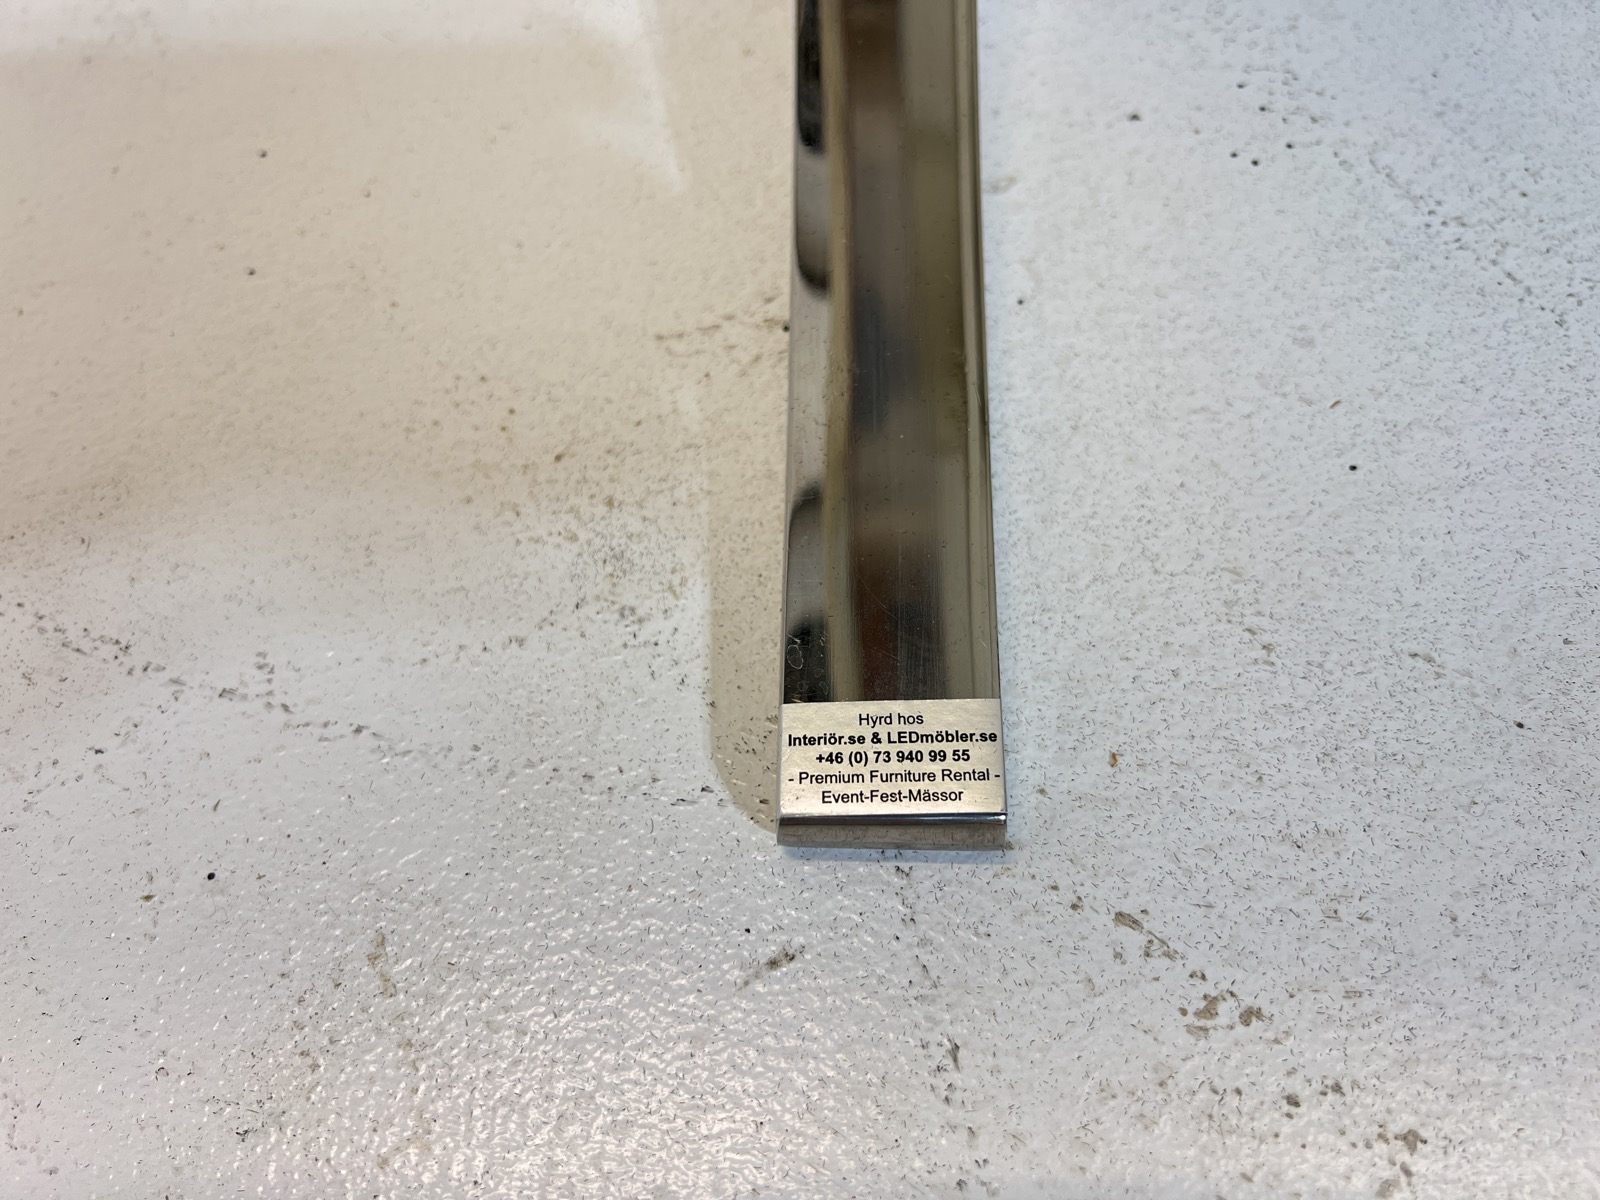 Hyrd hos
Interiör.se & LEDmöbler.se
+46 (0) 73 940 99 55
- Premium Furniture Rental -
Event-Fest-Mässor